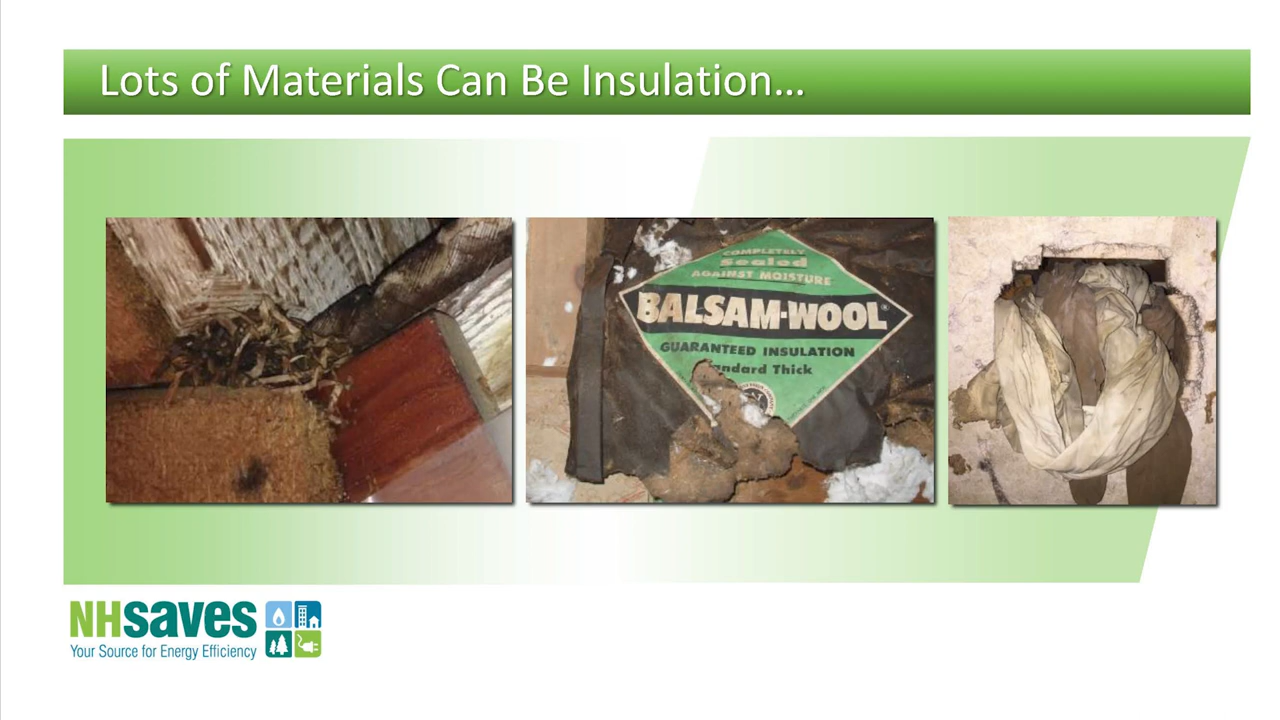 Lots of Materials Can Be Insulation...
COMPLETELY
Sealed
AGAINST MOISTURE
BALSAM-WOOL®
GUARANTEED INSULATION
Thick
NHsaves
Your Source for Energy Efficiency